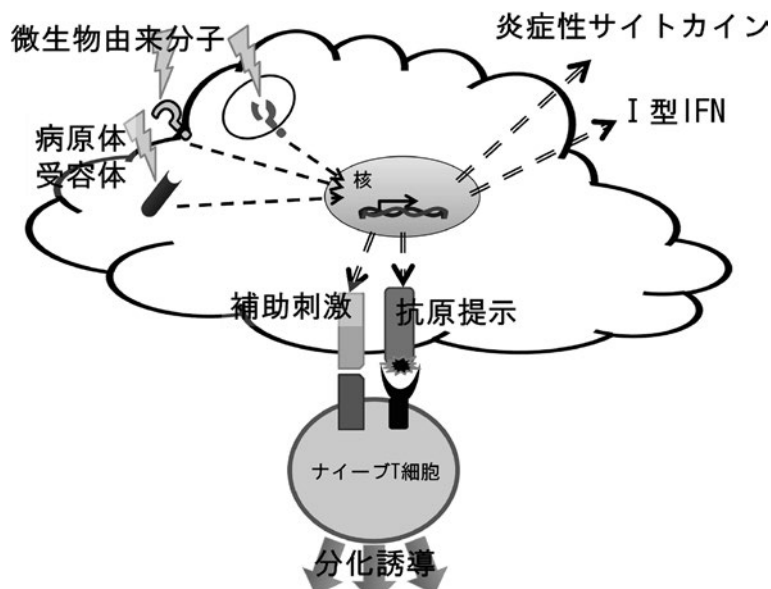 微生物由来分子
炎症性サイトカイン
I 型IFN
病原体
受容体
核
補助刺激
抗原提示
ナイーブT細胞
分化誘導